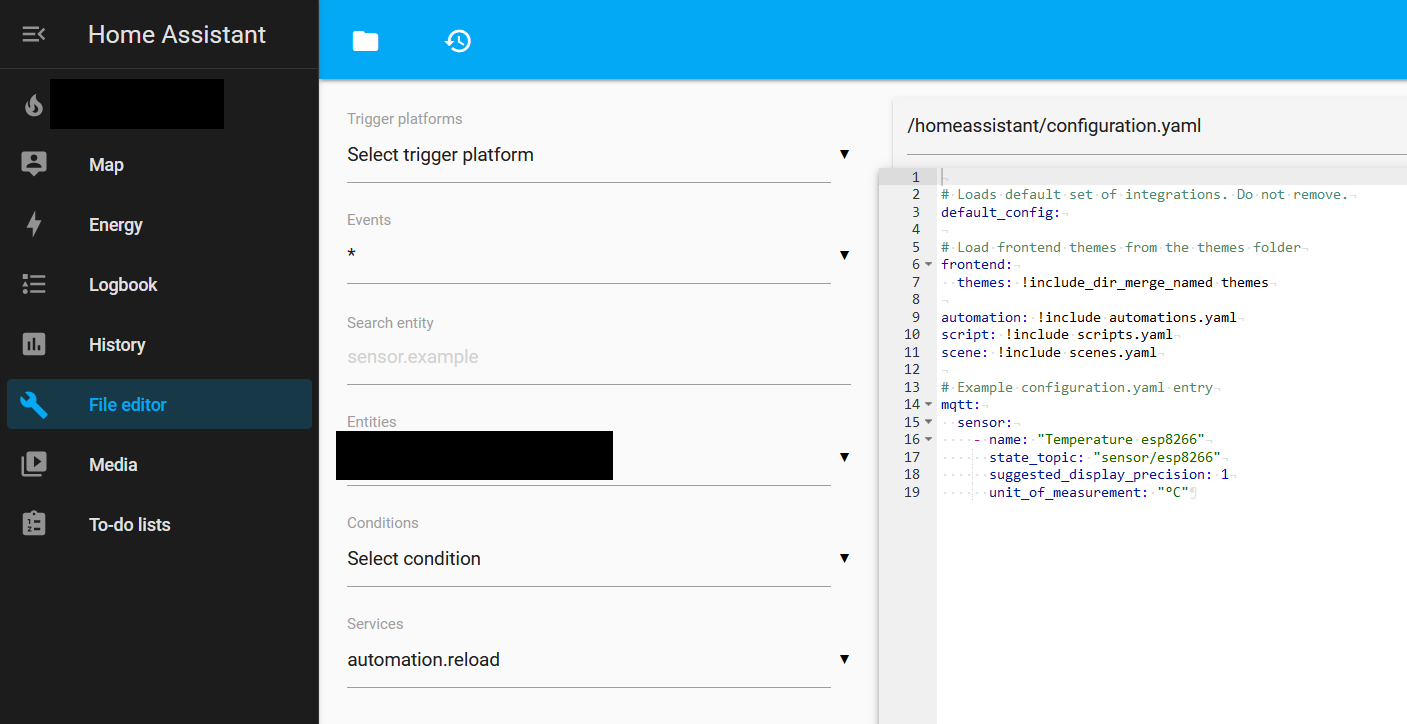 Home Assistant
Map
Energy
Logbook
History
File editor
Media
To-do lists
Trigger platforms
Select trigger platform
Events
*
Search entity
sensor.example
Entities
Conditions
Select condition
Services
automation.reload
/homeassistant/configuration.yaml
1
2 # Loads default set of integrations. Do not remove.
3 default_config:
4
5 # Load frontend themes from the themes folder
6 frontend:
7   themes: !include_dir_merge_named themes
8
9 automation: !include automations.yaml
10 script: !include scripts.yaml
11 scene: !include scenes.yaml
12
13 # Example configuration.yaml entry
14 mqtt:
15   sensor:
16     - name: "Temperature esp8266"
17       state_topic: "sensor/esp8266"
18       suggested_display_precision: 1
19       unit_of_measurement: "°C"